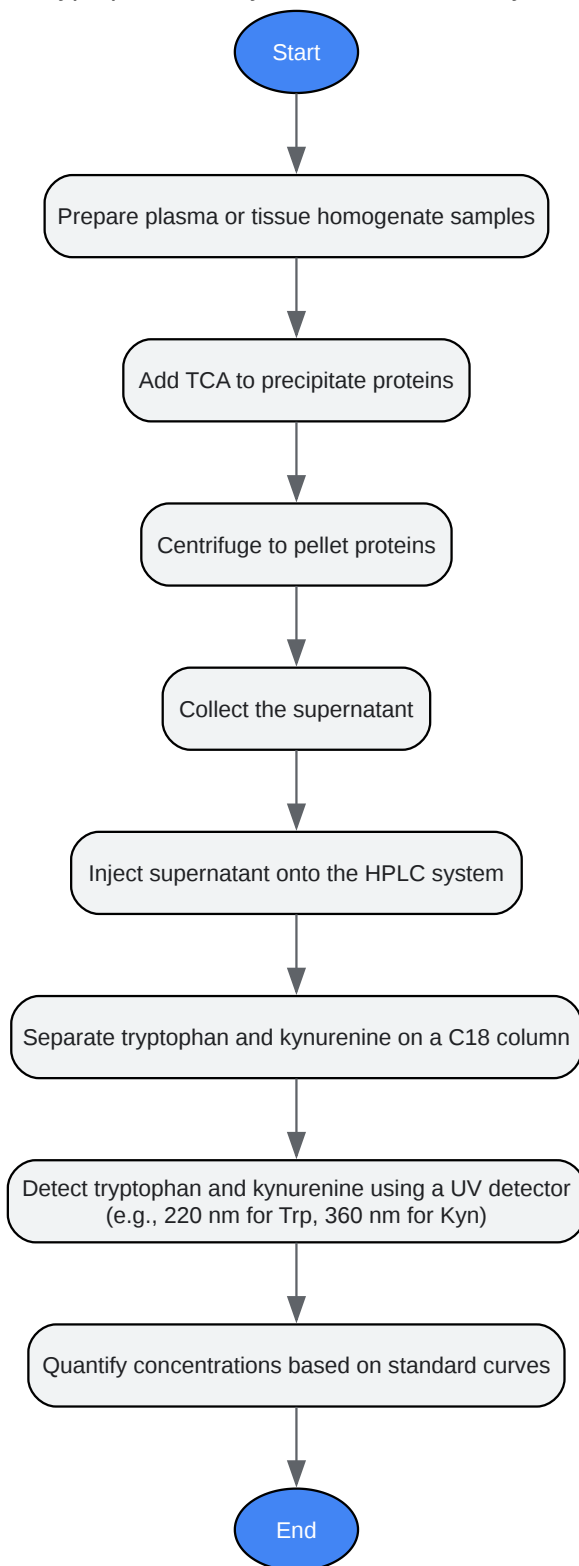 Start
Prepare plasma or tissue homogenate samples
Add TCA to precipitate proteins
Centrifuge to pellet proteins
Collect the supernatant
Inject supernatant onto the HPLC system
Separate tryptophan and kynurenine on a C18 column
Detect tryptophan and kynurenine using a UV detector
(e.g., 220 nm for Trp, 360 nm for Kyn)
Quantify concentrations based on standard curves
End